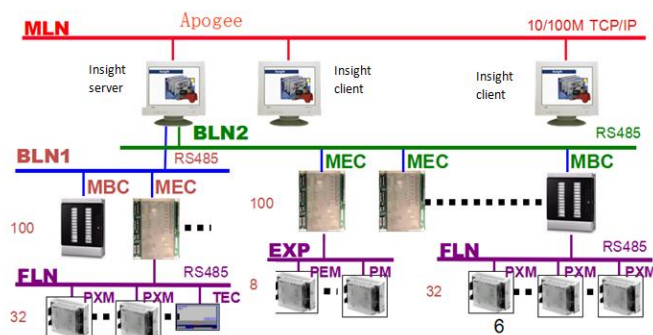 Apogee
MLN
10/100M TCP/IP
Insight
server
Insight
client
Insight
client
BLN2
RS485
BLN1
RS485
MBC
MEC
MEC
MEC
MBC
100
100
FLN
RS485
EXP
FLN
RS485
PXM
PXM
TEC
PEM
PM
PXM
PXM
PXM
32
8
32
6